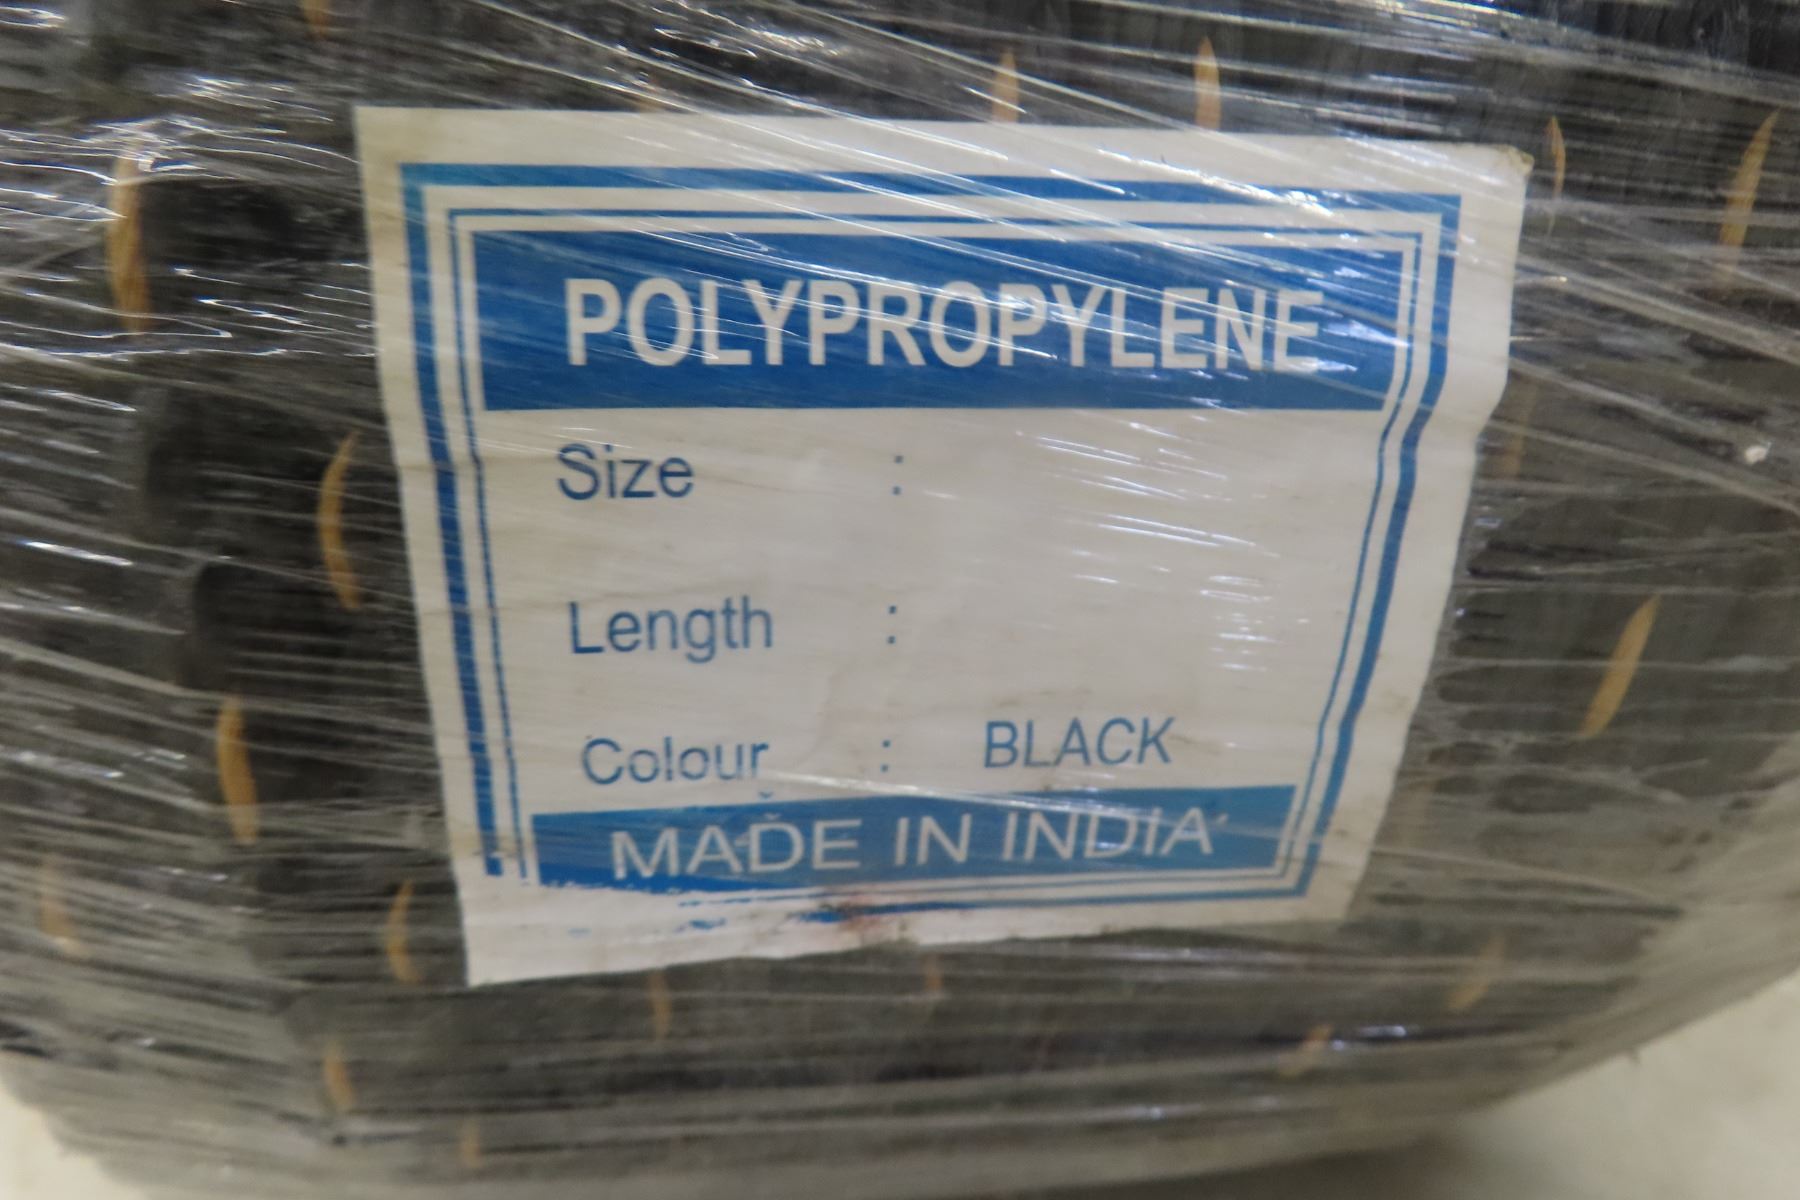 POLYPROPYLENE
Size :
Length :
Colour : BLACK
MADE IN INDIA